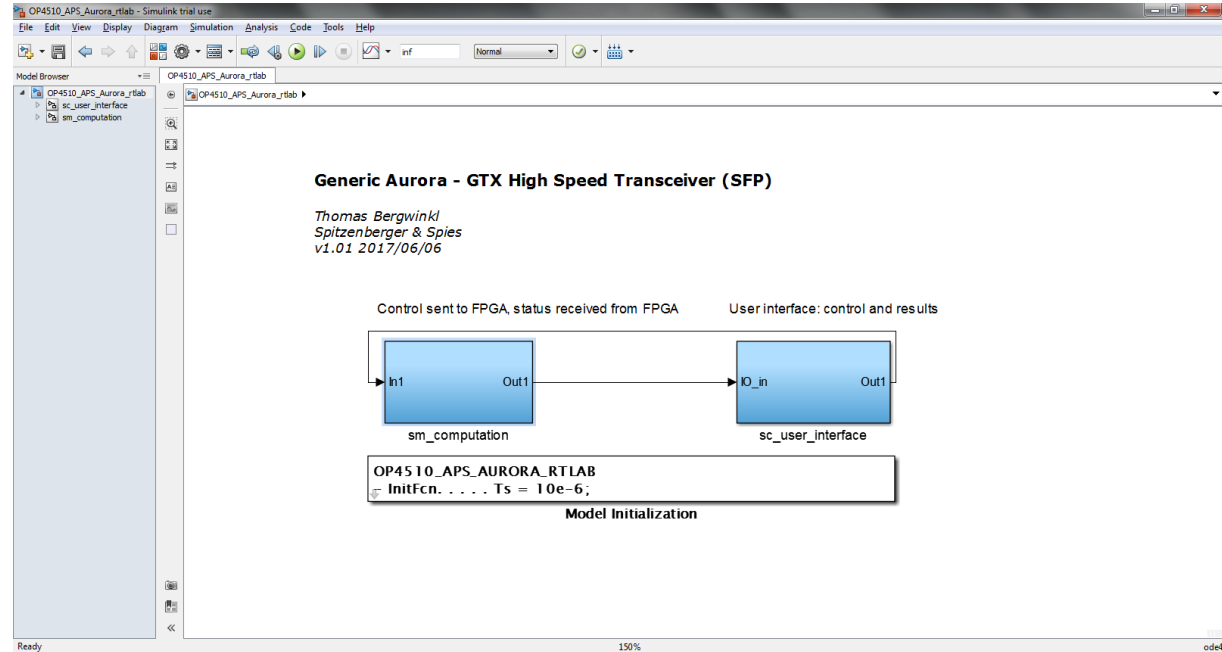 OP4510_APS_Aurora_rtlab - Simulink trial use
File Edit View Display Diagram Simulation Analysis Code Tools Help
inf Normal
Model Browser
OP4510_APS_Aurora_rtlab
OP4510_APS_Aurora_rtlab
sc_user_interface
sm_computation
OP4510_APS_Aurora_rtlab
Generic Aurora - GTX High Speed Transceiver (SFP)
Thomas Bergwinkl
Spitzenberger & Spies
v1.01 2017/06/06
Control sent to FPGA, status received from FPGA
User interface: control and results
In1 Out1
IO_in Out1
sm_computation
sc_user_interface
OP4510_APS_AURORA_RTLAB
- InitFcn. . . . . Ts = 10e-6;
Model Initialization
Ready 150% ode4